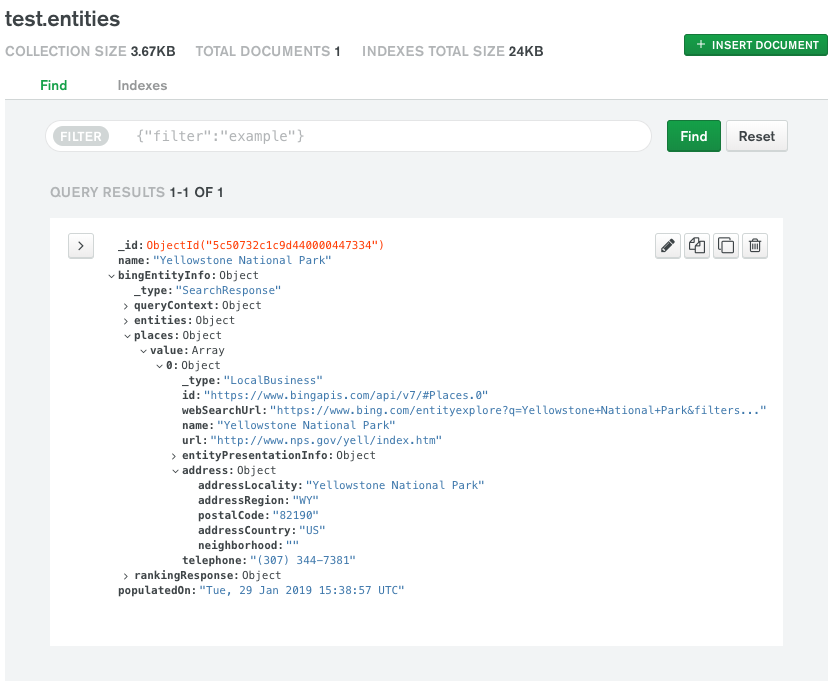 test.entities
COLLECTION SIZE 3.67KB TOTAL DOCUMENTS 1 INDEXES TOTAL SIZE 24KB
+ INSERT DOCUMENT
Find Indexes
FILTER {"filter":"example"} Find Reset
QUERY RESULTS 1-1 OF 1
_id:ObjectId("5c50732c1c9d440000447334")
name:"Yellowstone National Park"
bingEntityInfo:Object
_type:"SearchResponse"
queryContext:Object
entities:Object
places:Object
value:Array
0:Object
_type:"LocalBusiness"
id:"https://www.bingapis.com/api/v7/#Places.0"
webSearchUrl:"https://www.bing.com/entityexplore?q=Yellowstone+National+Park&filters..."
name:"Yellowstone National Park"
url:"http://www.nps.gov/yell/index.htm"
entityPresentationInfo:Object
address:Object
addressLocality:"Yellowstone National Park"
addressRegion:"WY"
postalCode:"82190"
addressCountry:"US"
neighborhood:""
telephone:"(307) 344-7381"
rankingResponse:Object
populatedOn:"Tue, 29 Jan 2019 15:38:57 UTC"